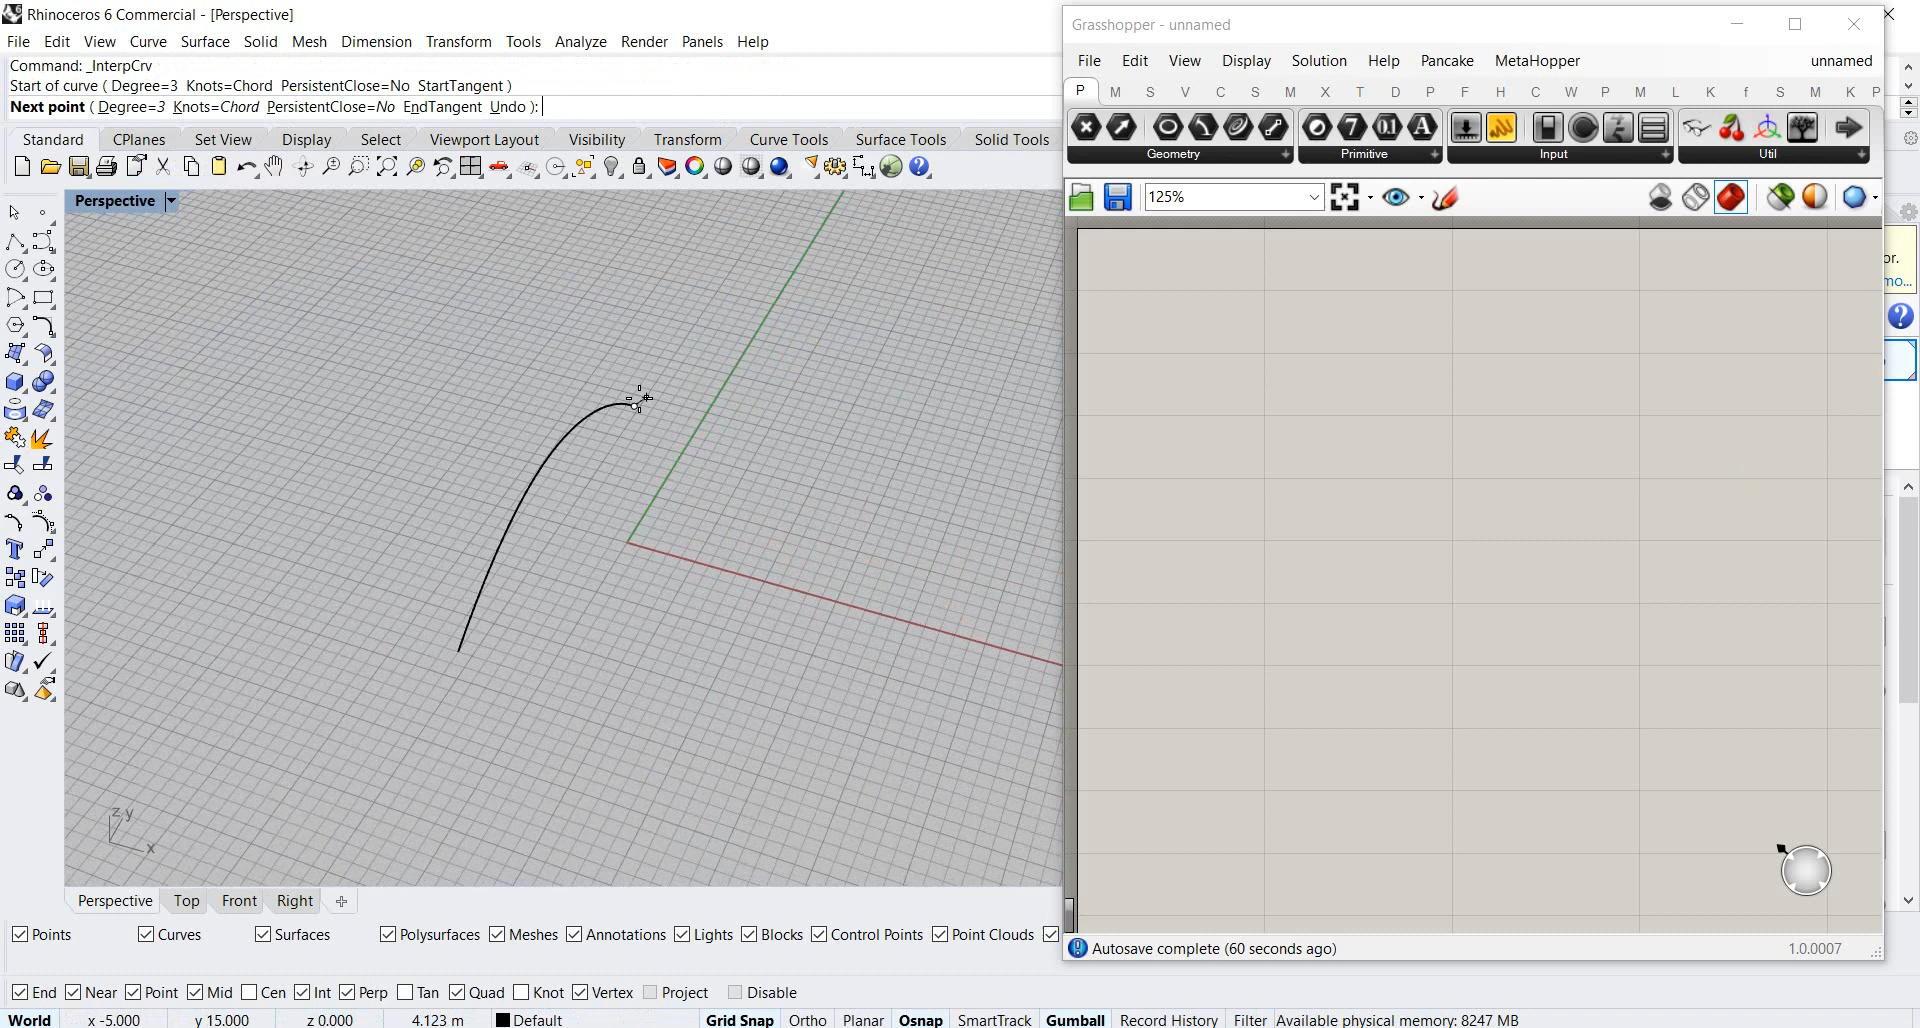 Rhinoceros 6 Commercial - [Perspective]
File Edit View Curve Surface Solid Mesh Dimension Transform Tools Analyze Render Panels Help
Command: _InterpCrv
Start of curve ( Degree=3 Knots=Chord PersistentClose=No StartTangent )
Next point ( Degree=3 Knots=Chord PersistentClose=No EndTangent Undo ):
Standard CPlanes Set View Display Select Viewport Layout Visibility Transform Curve Tools Surface Tools Solid Tools
Perspective
z y
x
Perspective Top Front Right
Points Curves Surfaces Polysurfaces Meshes Annotations Lights Blocks Control Points Point Clouds
End Near Point Mid Cen Int Perp Tan Quad Knot Vertex Project Disable
World x -5.000 y 15.000 z 0.000 4.123 m Default Grid Snap Ortho Planar Osnap SmartTrack Gumball Record History Filter Available physical memory: 8247 MB
Grasshopper - unnamed
File Edit View Display Solution Help Pancake MetaHopper unnamed
P M S V C S M X T D P F H C W P M L K f S M K P
Geometry Primitive Input Util
125%
or.
mo...
Autosave complete (60 seconds ago) 1.0.0007